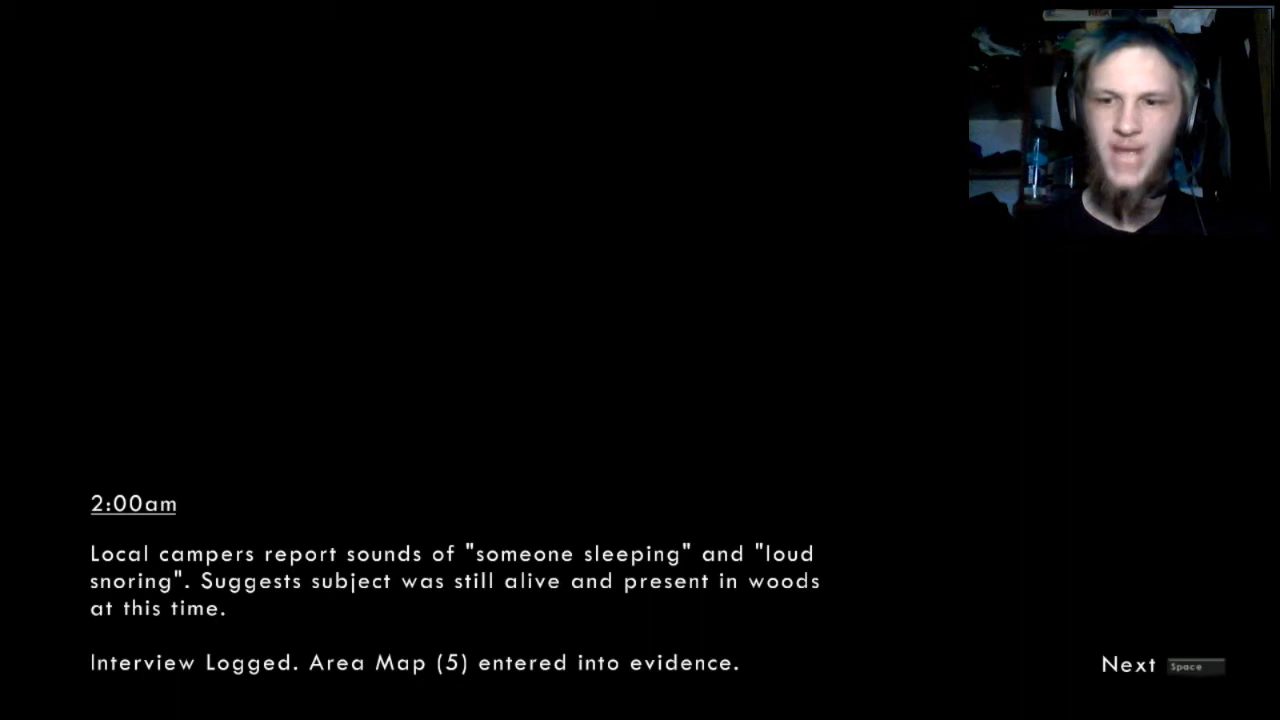 2:00am
Local campers report sounds of "someone sleeping" and "loud
snoring". Suggests subject was still alive and present in woods
at this time.
Interview Logged. Area Map (5) entered into evidence.
Next Space